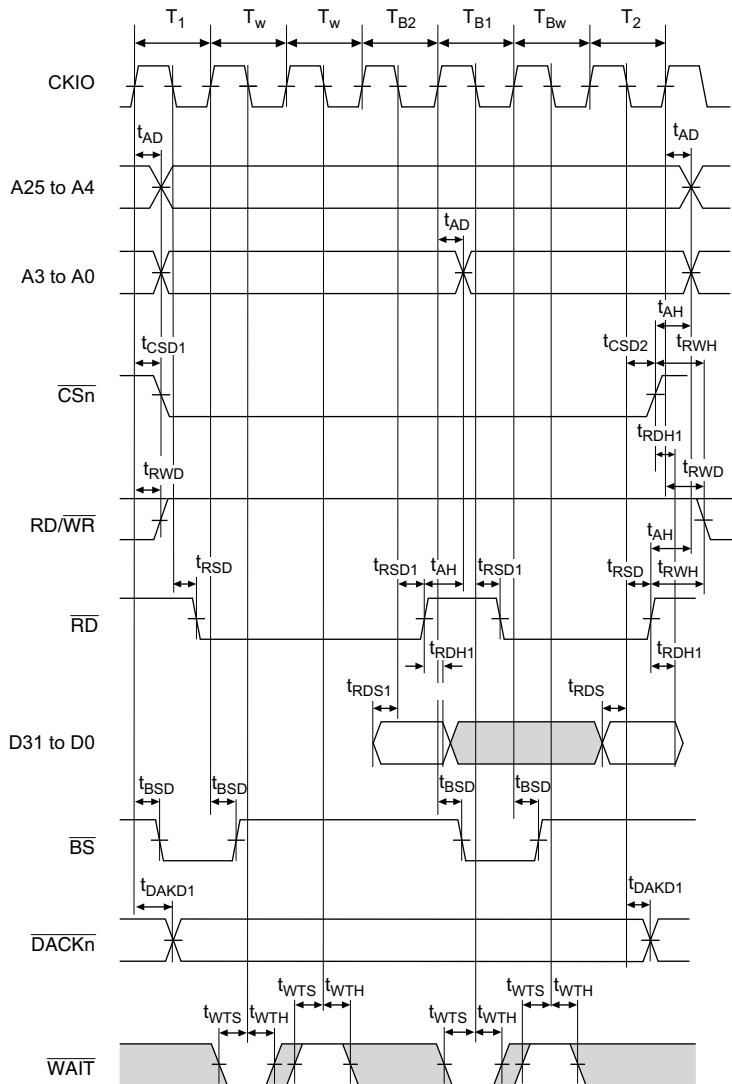 T1 Tw Tw TB2 TB1 TBw T2
CKIO
tAD tAD
A25 to A4
tAD
A3 to A0
tAH
tCSD1 tCSD2 tRWH
CSn
tRDH1
tRWD tRWD
RD/WR
tAH
tRSD tRSD1 tAH tRSD1 tRSD tRWH
RD
tRDH1 tRDH1
tRDS1 tRDS
D31 to D0
tBSD tBSD tBSD tBSD
BS
tDAKD1 tDAKD1
DACKn
tWTS tWTH tWTS tWTH tWTS tWTH tWTS tWTH
WAIT